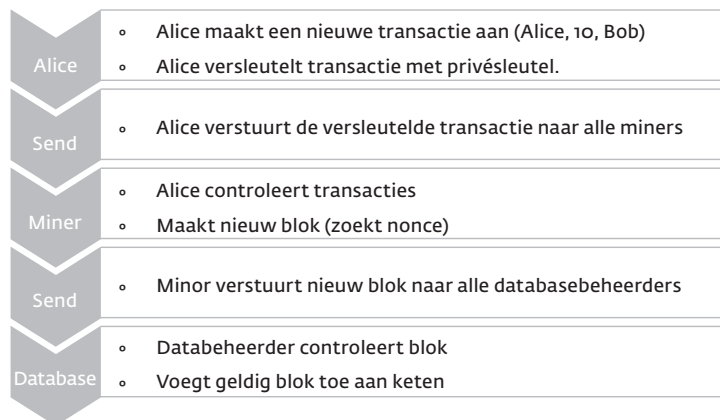 Alice
° Alice maakt een nieuwe transactie aan (Alice, 10, Bob)
° Alice versleutelt transactie met privésleutel.
Send
° Alice verstuurt de versleutelde transactie naar alle miners
Miner
° Alice controleert transacties
° Maakt nieuw blok (zoekt nonce)
Send
° Minor verstuurt nieuw blok naar alle databasebeheerders
Database
° Databeheerder controleert blok
° Voegt geldig blok toe aan keten